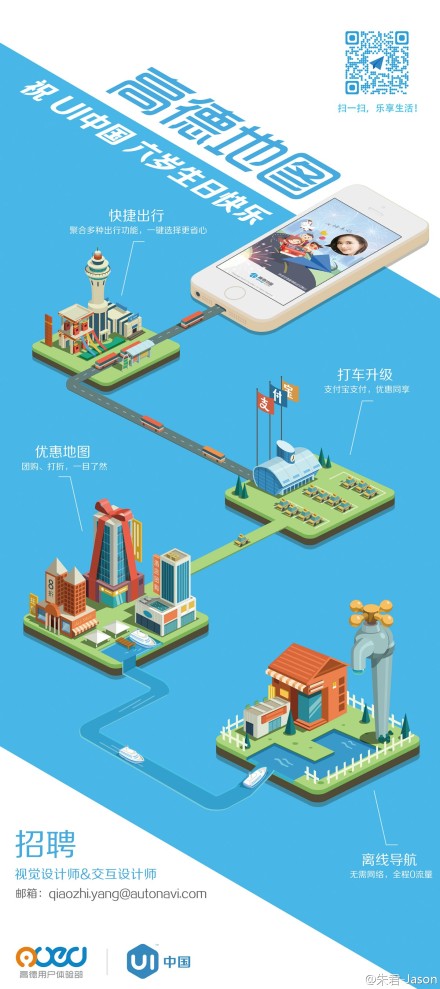 扫一扫，乐享生活！
高德地图
祝 UI中国 六岁生日快乐
快捷出行
聚合多种出行功能，一键选择更省心
打车升级
支付宝支付，优惠同享
支付宝
优惠地图
团购、打折，一目了然
8折
离线导航
无需网络，全程0流量
招聘
视觉设计师&交互设计师
邮箱：qiaozhi.yang@autonavi.com
AUED
高德用户体验部
UI 中国
@朱君-Jason